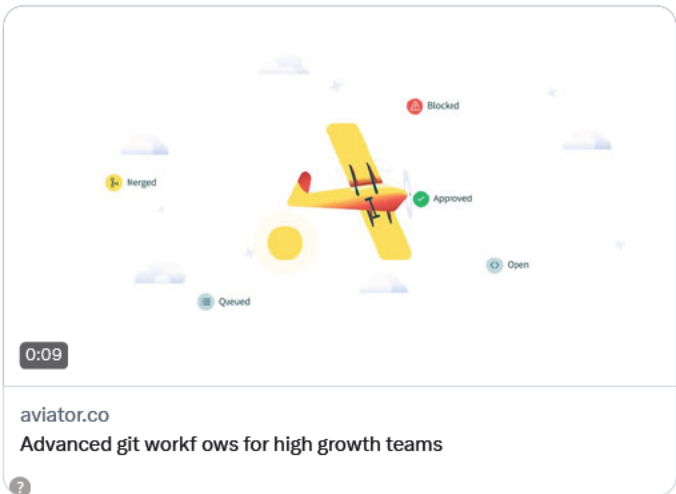 Blocked
Merged
Approved
Open
Queued
0:09
aviator.co
Advanced git workf ows for high growth teams
?